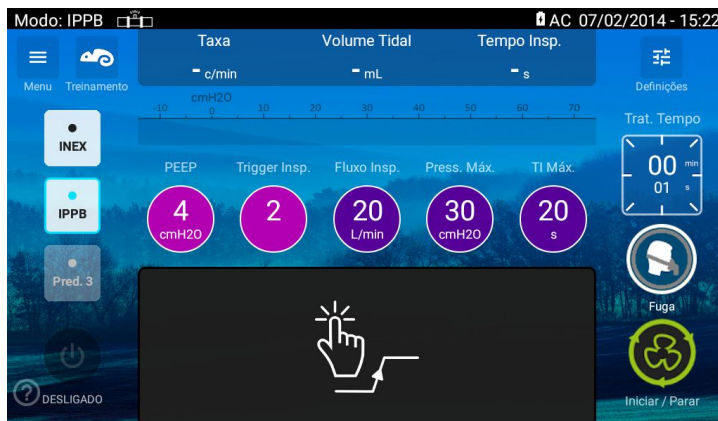 Modo: IPPB
AC 07/02/2014 - 15:22
Menu
Treinamento
Taxa
Volume Tidal
Tempo Insp.
- c/min
- mL
- s
Definições
cmH2O
-10 0 10 20 30 40 50 60 70
Trat. Tempo
00 min
01 s
INEX
IPPB
Pred. 3
PEEP
Trigger Insp.
Fluxo Insp.
Press. Máx.
TI Máx.
4
cmH2O
2
20
L/min
30
cmH2O
20
s
Fuga
? DESLIGADO
Iniciar / Parar